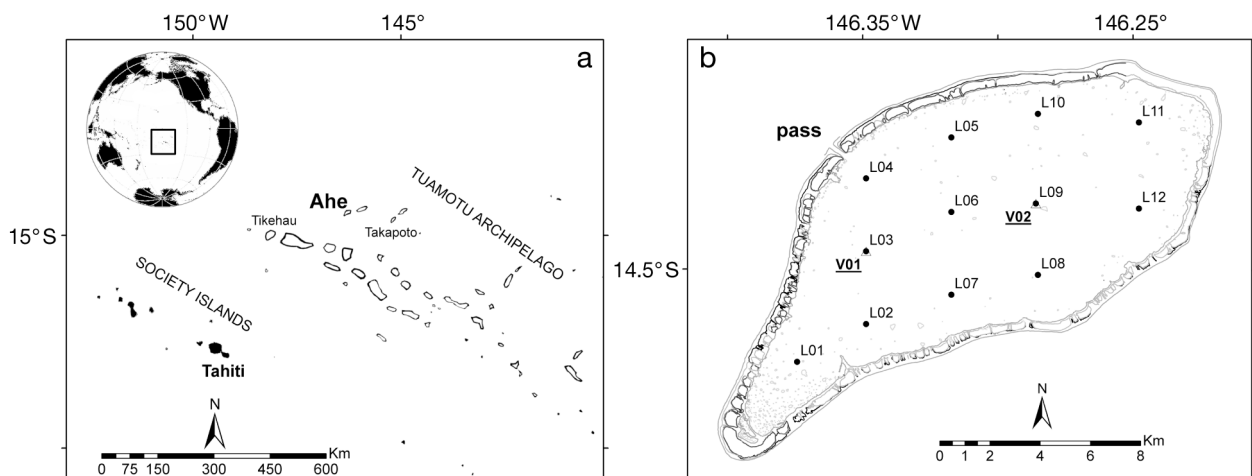 150°W
145°
a
Ahe
Tikehau
Takapoto
TUAMOTU ARCHIPELAGO
15°S
SOCIETY ISLANDS
Tahiti
N
Km
0 75 150 300 450 600
146.35°
146.25°
b
pass
L10
L11
L05
L04
L09
L06
V02
L12
L03
V01
14.5°
L08
L07
L02
L01
N
Km
0 1 2 4 6 8